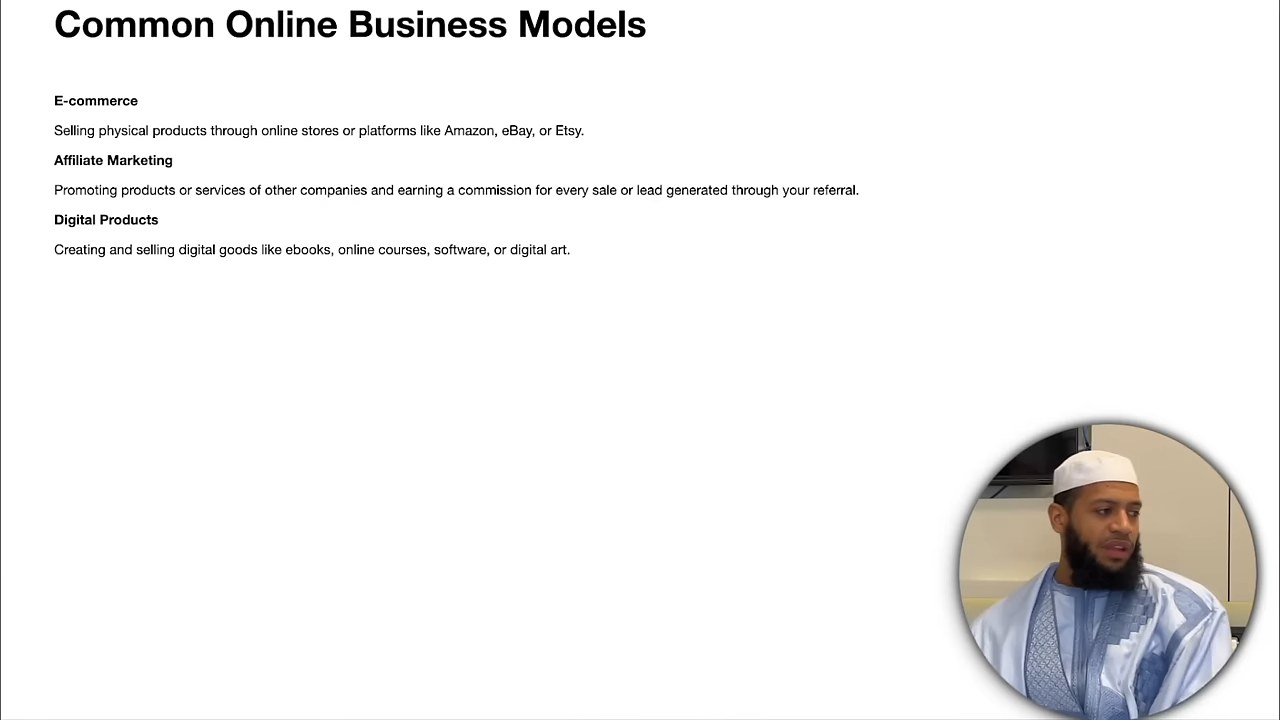 Common Online Business Models
E-commerce
Selling physical products through online stores or platforms like Amazon, eBay, or Etsy.
Affiliate Marketing
Promoting products or services of other companies and earning a commission for every sale or lead generated through your referral.
Digital Products
Creating and selling digital goods like ebooks, online courses, software, or digital art.